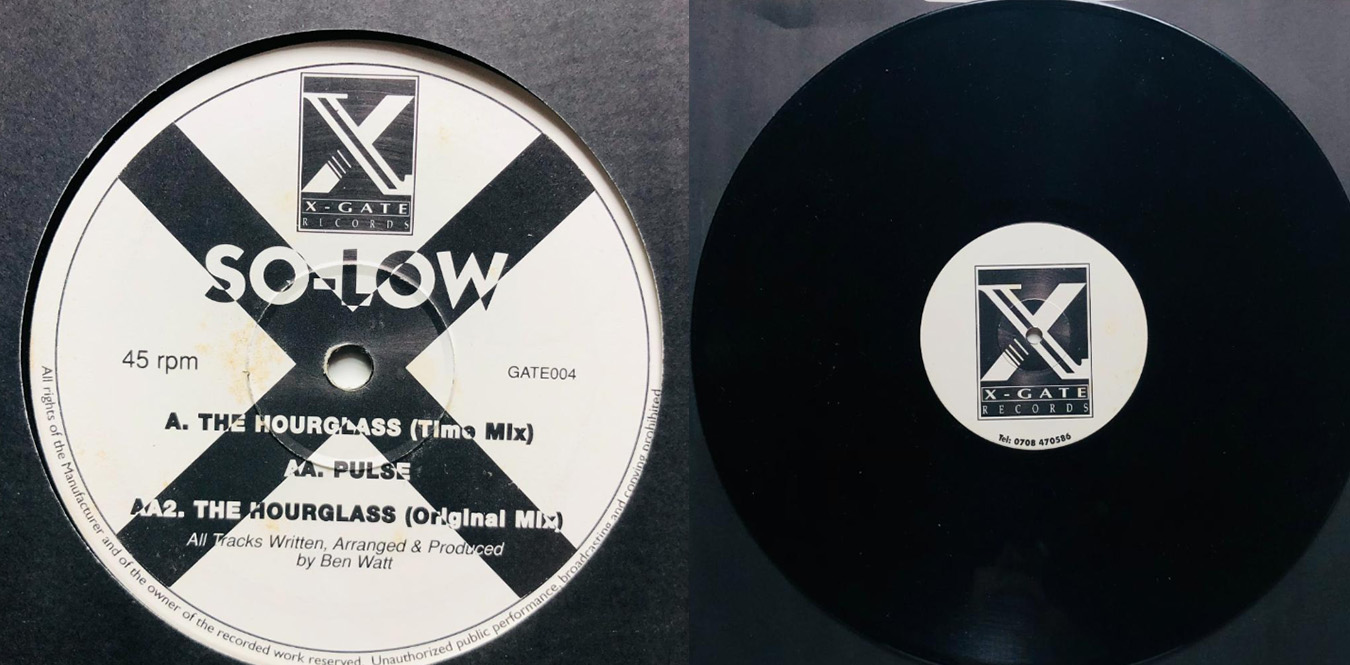 X-GATE
RECORDS
SO-LOW
45 rpm
GATE004
A. THE HOURGLASS (Time Mix)
AA. PULSE
AA2. THE HOURGLASS (Original Mix)
All Tracks Written, Arranged & Produced
by Ben Watt
All rights of the Manufacturer and of the owner of the recorded work reserved. Unauthorized public performance, broadcasting and copying prohibited
X-GATE
RECORDS
Tel: 0708 470586